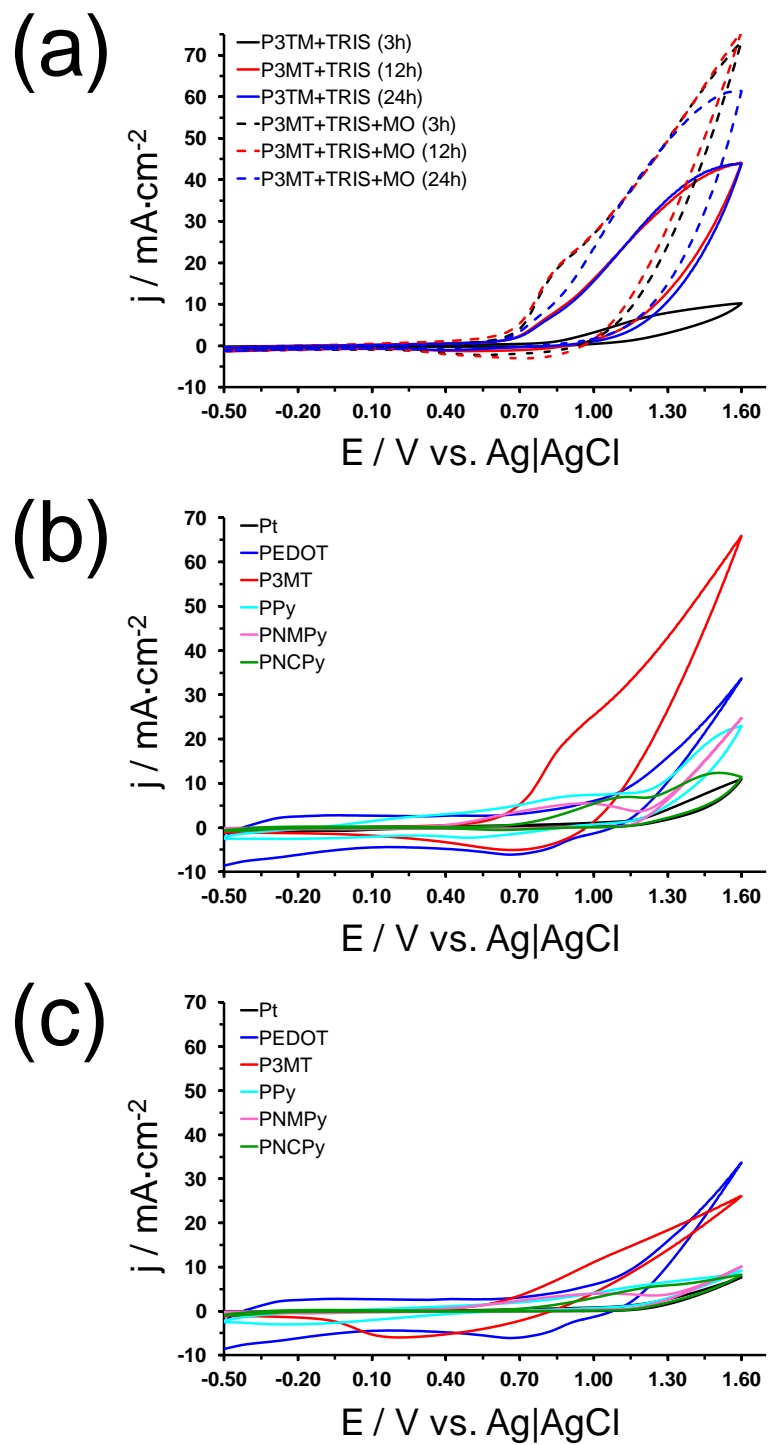 (a)
75
65
55
50
40
30
20
10
0
-10
P3TM+TRIS (3h)
P3MT+TRIS (12h)
P3TM+TRIS (24h)
P3MT+TRIS+MO (3h)
P3MT+TRIS+MO (12h)
P3MT+TRIS+MO (24h)
j / mA·cm-2
-0.50 -0.20 0.10 0.40 0.70 1.00 1.30 1.60
E / V vs. Ag|AgCl
(b)
70
60
50
40
30
20
10
0
-10
Pt
PEDOT
P3MT
PPy
PNMPy
PNCPy
j / mA·cm-2
-0.50 -0.20 0.10 0.40 0.70 1.00 1.30 1.60
E / V vs. Ag|AgCl
(c)
70
60
50
40
30
20
10
0
-10
Pt
PEDOT
P3MT
PPy
PNMPy
PNCPy
j / mA·cm-2
-0.50 -0.20 0.10 0.40 0.70 1.00 1.30 1.60
E / V vs. Ag|AgCl